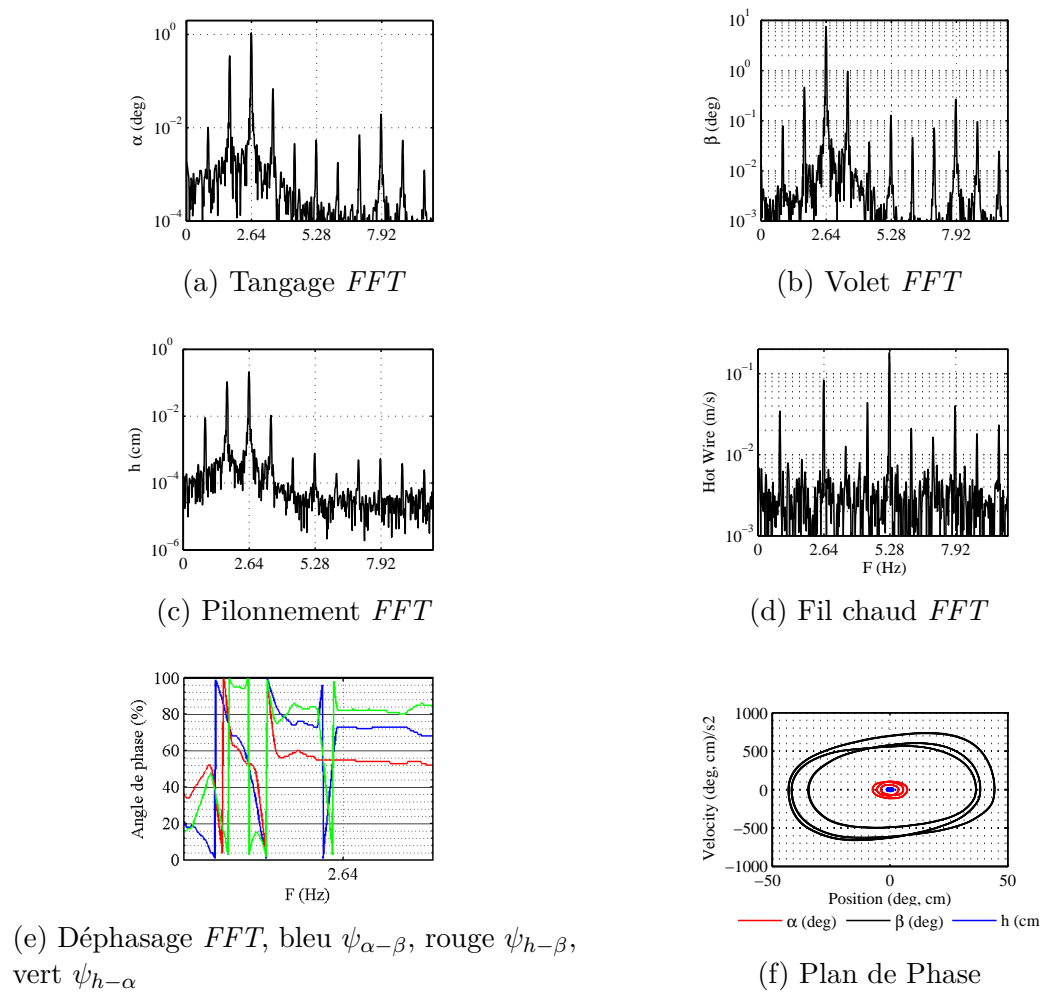 10^0
10^−2
10^−4
α (deg)
0 2.64 5.28 7.92
(a) Tangage FFT
10^1
10^0
10^−1
10^−2
10^−3
β (deg)
0 2.64 5.28 7.92
(b) Volet FFT
10^0
10^−2
10^−4
10^−6
h (cm)
0 2.64 5.28 7.92
(c) Pilonnement FFT
10^−1
10^−2
10^−3
Hot Wire (m/s)
0 2.64 5.28 7.92
F (Hz)
(d) Fil chaud FFT
100
80
60
40
20
0
Angle de phase (%)
2.64
F (Hz)
(e) Déphasage FFT, bleu ψα−β, rouge ψh−β,
vert ψh−α
1000
500
0
−500
−1000
Velocity (deg, cm)/s2
−50 0 50
Position (deg, cm)
α (deg) β (deg) h (cm
(f) Plan de Phase